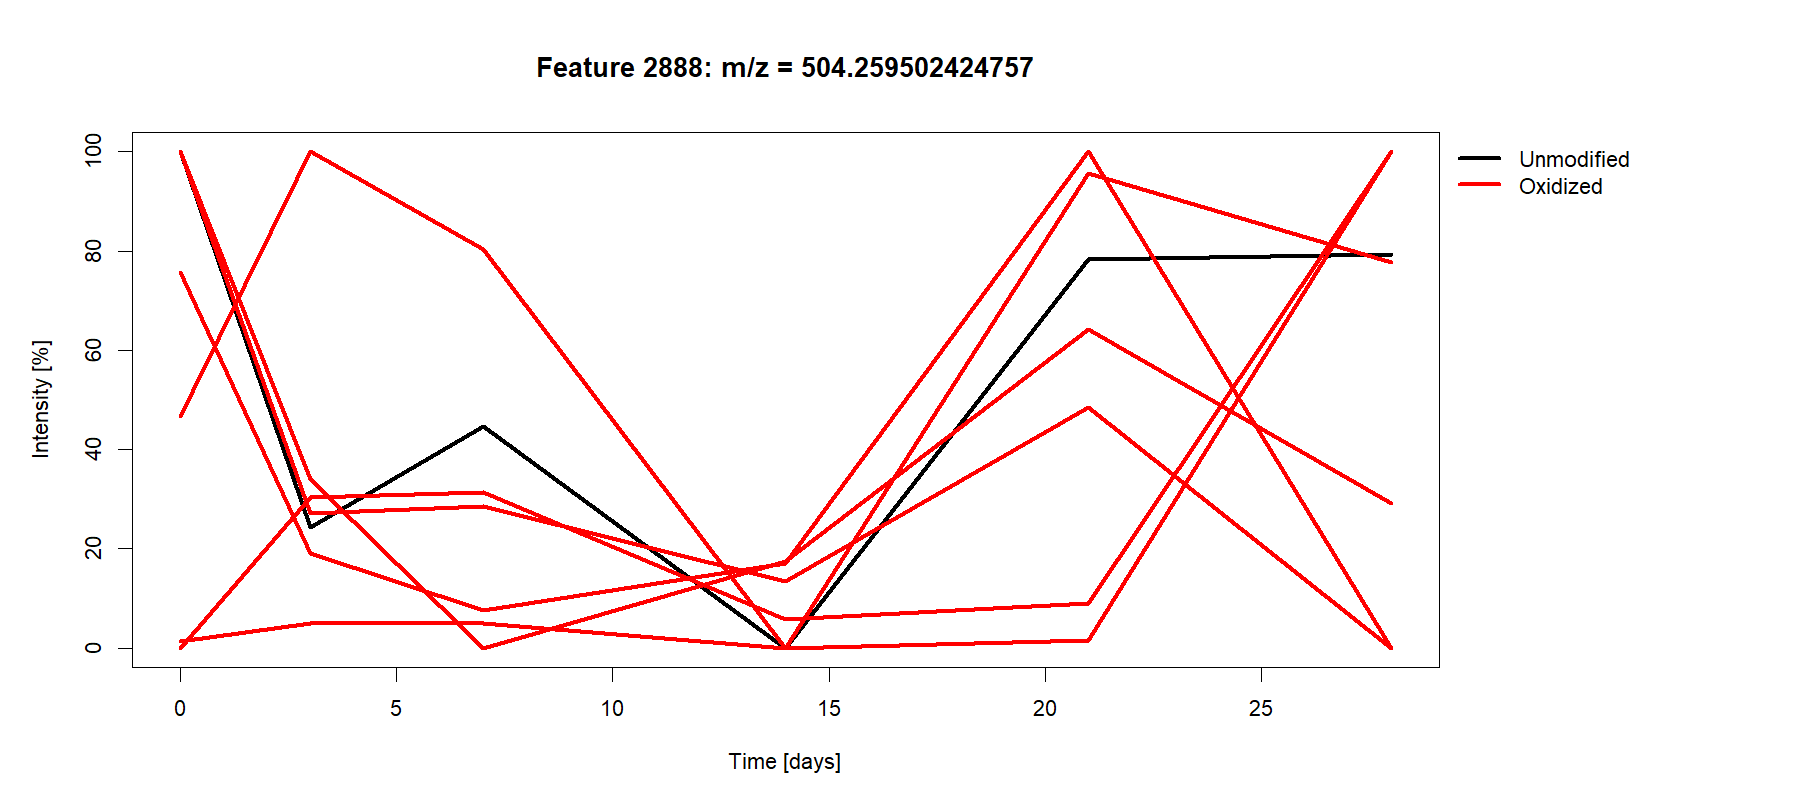 Feature 2888: m/z = 504.259502424757
Unmodified
Oxidized
Intensity [%]
100
80
60
40
20
0
0 5 10 15 20 25
Time [days]